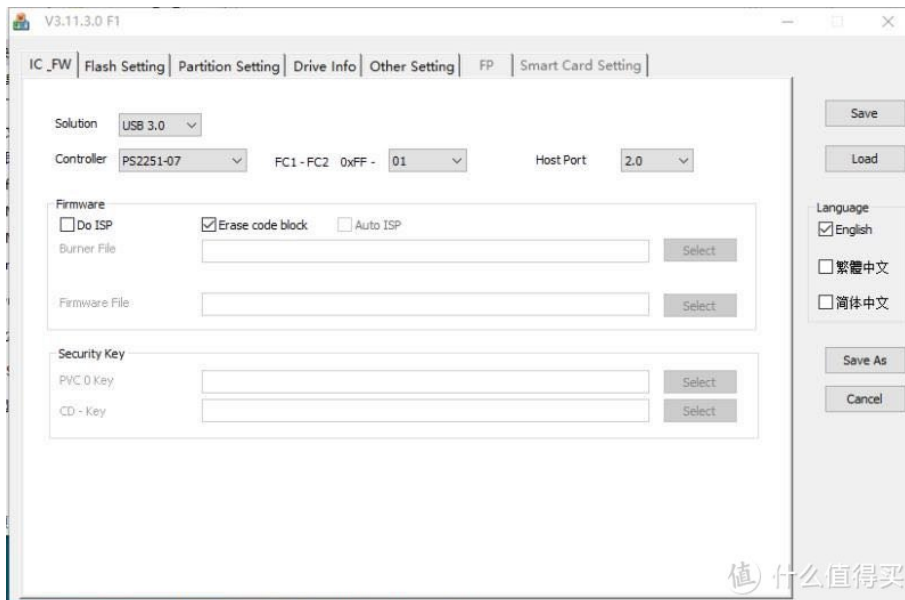 V3.11.3.0 F1
IC_FW Flash Setting Partition Setting Drive Info Other Setting FP Smart Card Setting
Save
Solution USB 3.0
Controller PS2251-07 FC1 - FC2 0xFF - 01 Host Port 2.0
Load
Firmware
Language
Do ISP Erase code block Auto ISP
English
Burner File Select
繁體中文
Firmware File Select
简体中文
Security Key
Save As
PVC 0 Key Select
CD - Key Select
Cancel
值 什么值得买